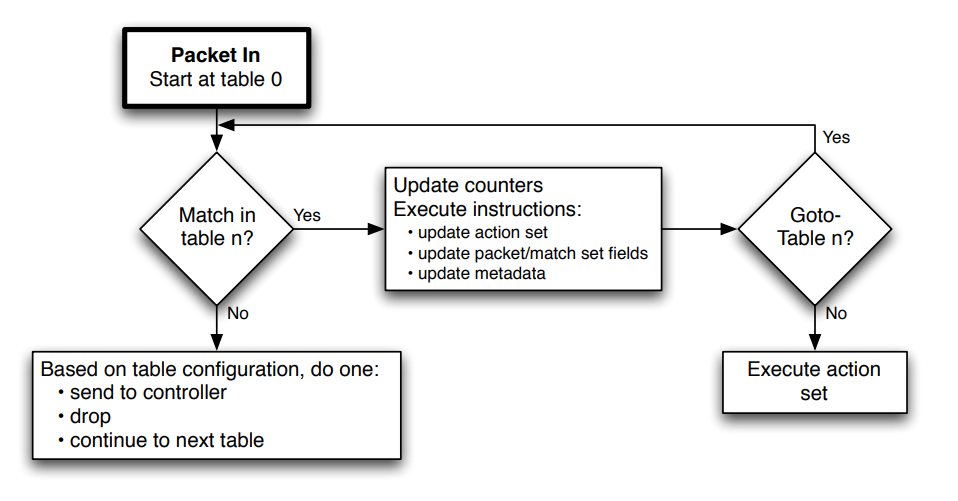 Packet In
Start at table 0
Yes
Match in
table n?
Yes
Update counters
Execute instructions:
• update action set
• update packet/match set fields
• update metadata
Goto-
Table n?
No
No
Based on table configuration, do one:
• send to controller
• drop
• continue to next table
Execute action
set